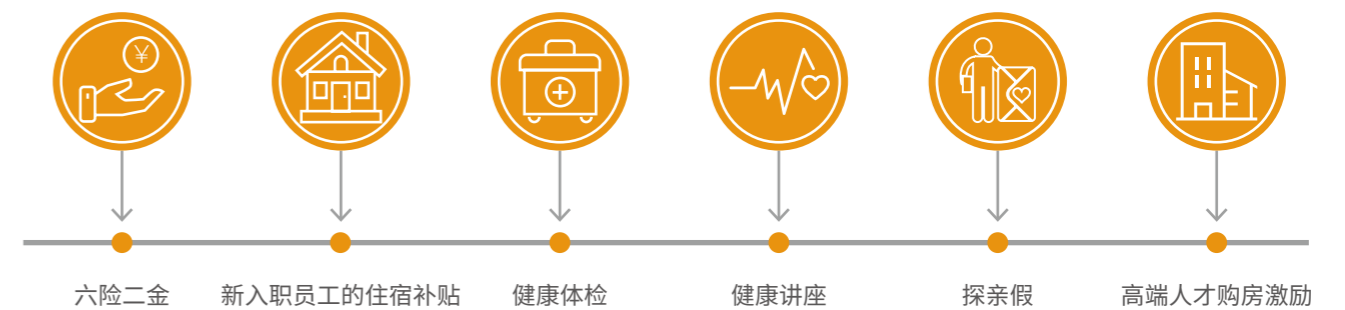 ¥
六险二金
新入职员工的住宿补贴
健康体检
健康讲座
探亲假
高端人才购房激励